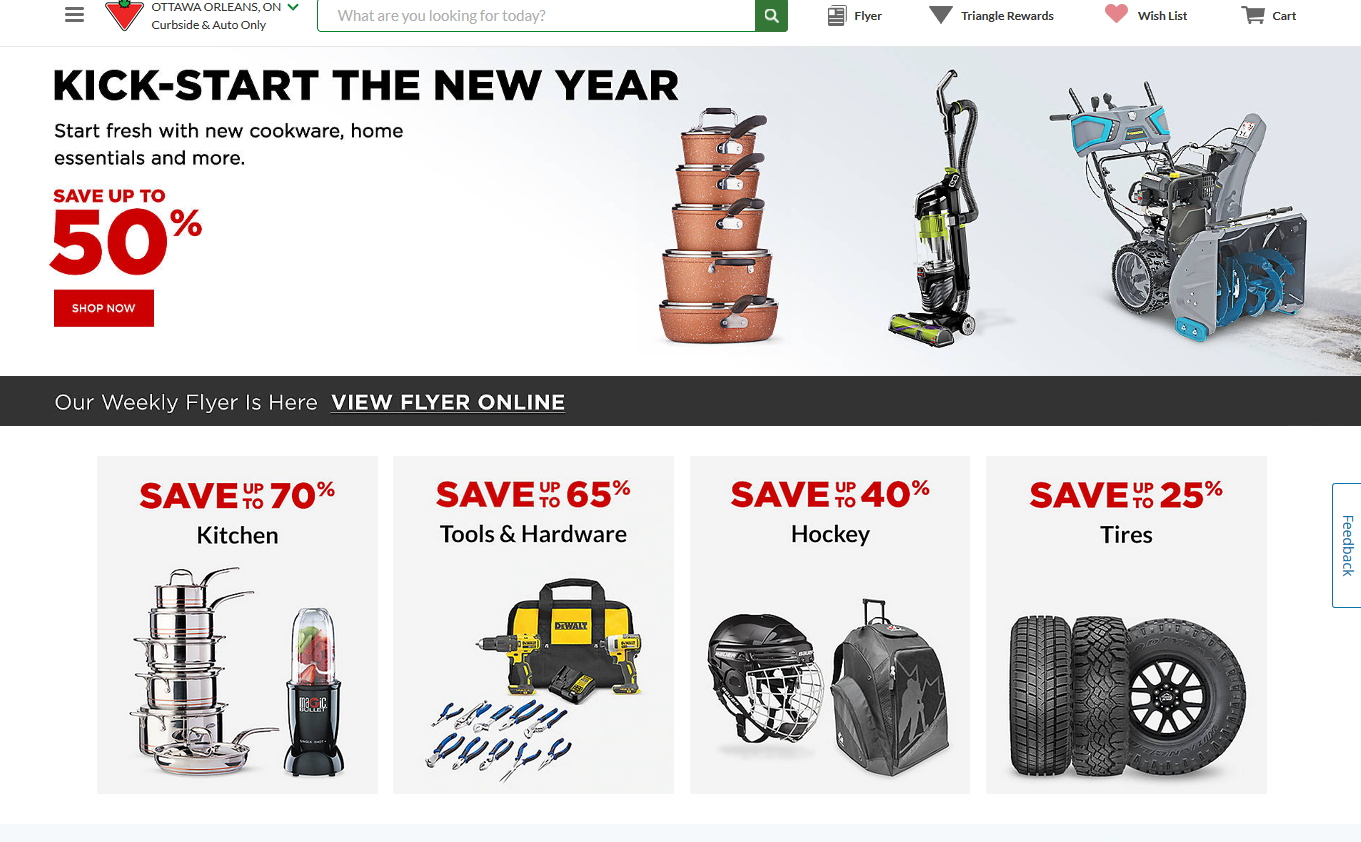 OTTAWA ORLEANS, ON
Curbside & Auto Only
What are you looking for today?
Flyer
Triangle Rewards
Wish List
Cart
KICK-START THE NEW YEAR
Start fresh with new cookware, home
essentials and more.
SAVE UP TO
50%
SHOP NOW
Our Weekly Flyer Is Here VIEW FLYER ONLINE
SAVE UP TO 70%
Kitchen
MAGIC
BULLET
SAVE UP TO 65%
Tools & Hardware
DEWALT
SAVE UP TO 40%
Hockey
BAUER
SAVE UP TO 25%
Tires
Feedback